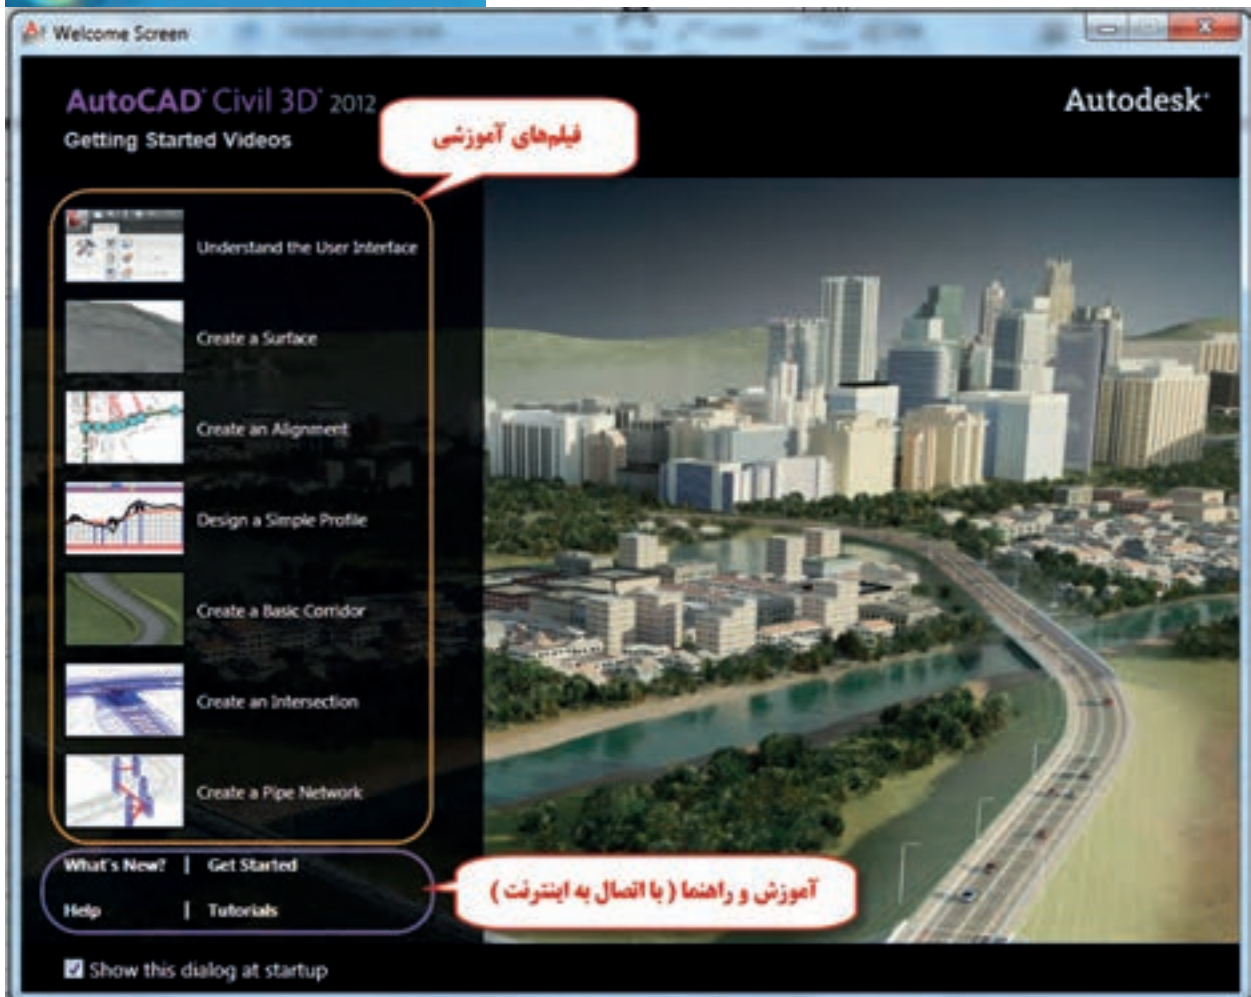 Welcome Screen
AutoCAD® Civil 3D® 2012
Autodesk®
Getting Started Videos
فیلم‌های آموزشی
Understand the User Interface
Create a Surface
Create an Alignment
Design a Simple Profile
Create a Basic Corridor
Create an Intersection
Create a Pipe Network
What's New? | Get Started
Help | Tutorials
آموزش و راهنما ( با اتصال به اینترنت )
Show this dialog at startup